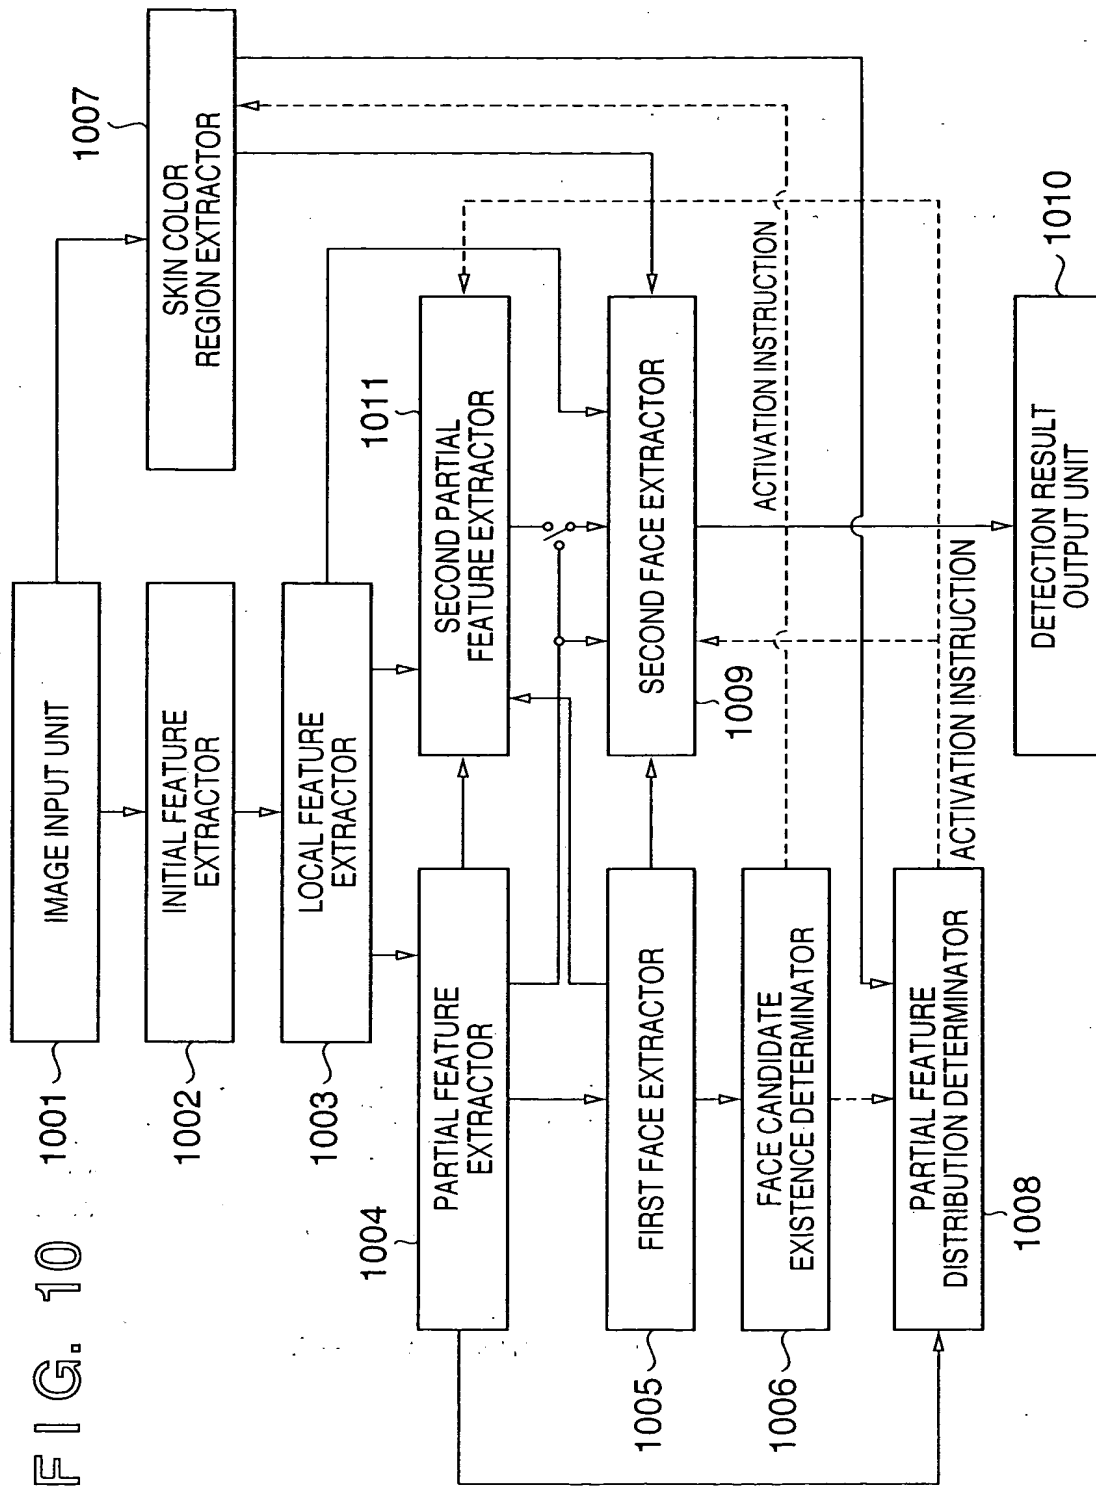 FIG. 10
1001
IMAGE INPUT UNIT
1002
INITIAL FEATURE
EXTRACTOR
1007
SKIN COLOR
REGION EXTRACTOR
1003
LOCAL FEATURE
EXTRACTOR
1004
PARTIAL FEATURE
EXTRACTOR
1011
SECOND PARTIAL
FEATURE EXTRACTOR
1005
FIRST FACE EXTRACTOR
1009
SECOND FACE EXTRACTOR
1006
FACE CANDIDATE
EXISTENCE DETERMINATOR
ACTIVATION INSTRUCTION
1008
PARTIAL FEATURE
DISTRIBUTION DETERMINATOR
ACTIVATION INSTRUCTION
1010
DETECTION RESULT
OUTPUT UNIT